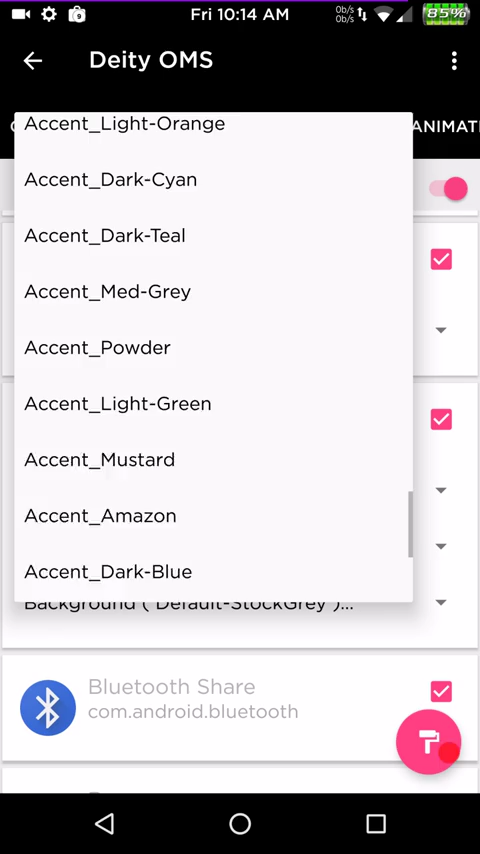 Fri 10:14 AM
0b/s
0b/s
85%
Deity OMS
ANIMATI
Accent_Light-Orange
Accent_Dark-Cyan
Accent_Dark-Teal
Accent_Med-Grey
Accent_Powder
Accent_Light-Green
Accent_Mustard
Accent_Amazon
Accent_Dark-Blue
Background ( Default-StockGrey )...
Bluetooth Share
com.android.bluetooth